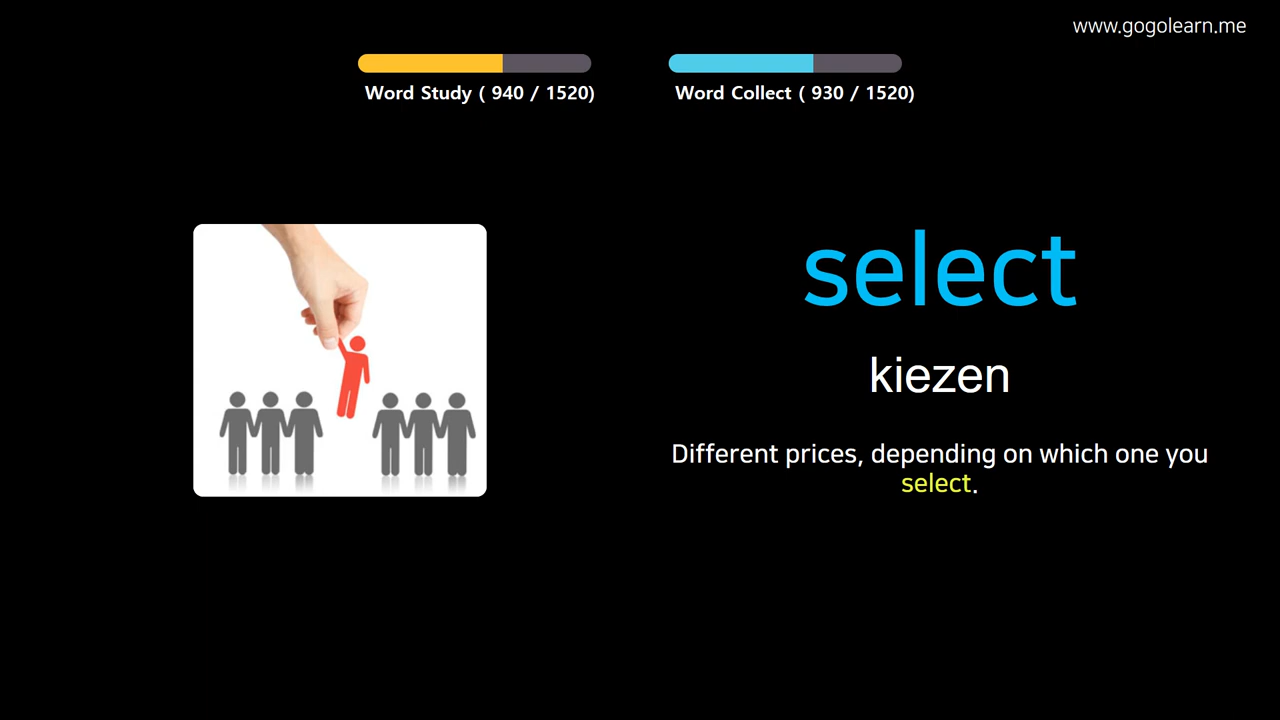 www.gogolearn.me
Word Study ( 940 / 1520)
Word Collect ( 930 / 1520)
select
kiezen
Different prices, depending on which one you
select.